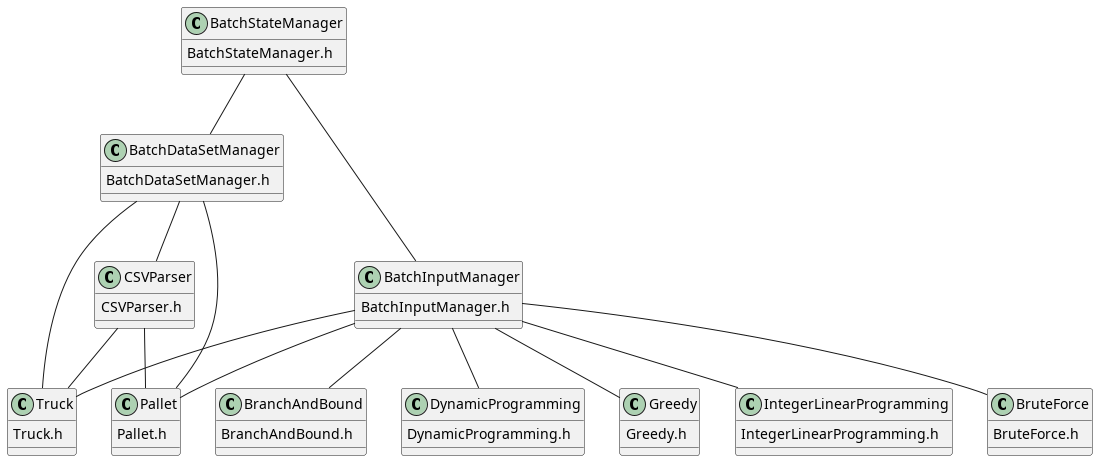 C BatchStateManager
BatchStateManager.h
C BatchDataSetManager
BatchDataSetManager.h
C CSVParser
CSVParser.h
C BatchInputManager
BatchInputManager.h
C Truck
Truck.h
C Pallet
Pallet.h
C BranchAndBound
BranchAndBound.h
C DynamicProgramming
DynamicProgramming.h
C Greedy
Greedy.h
C IntegerLinearProgramming
IntegerLinearProgramming.h
C BruteForce
BruteForce.h